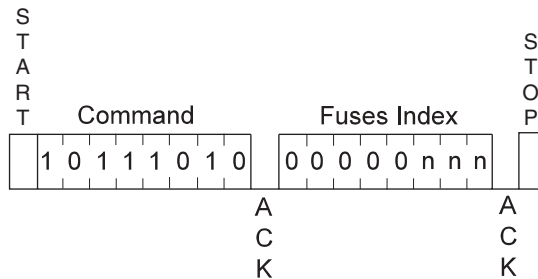 START
STOP
Command
Fuses Index
1 0 1 1 1 0 1 0
0 0 0 0 0 n n n
ACK
ACK